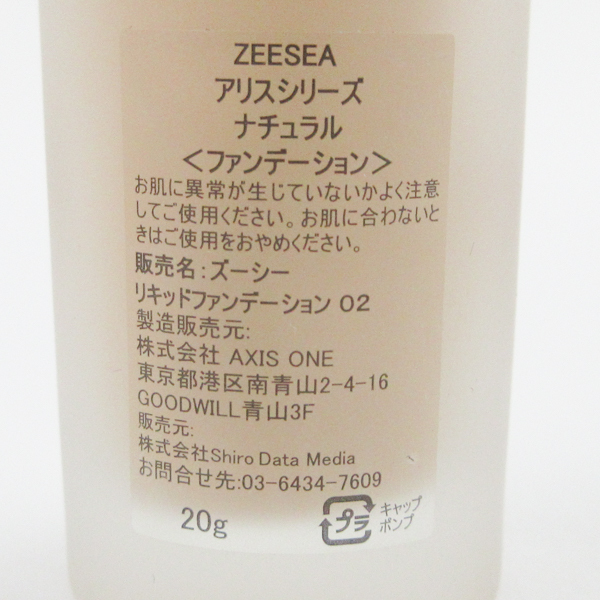 ZEESEA
アリスシリーズ
ナチュラル
<ファンデーション>
お肌に異常が生じていないかよく注意
してご使用ください。お肌に合わないと
きはご使用をおやめください。
販売名:ズーシー
リキッドファンデーション 02
製造販売元:
株式会社 AXIS ONE
東京都港区南青山2-4-16
GOODWILL青山3F
販売元:
株式会社Shiro Data Media
お問合せ先:03-6434-7609
20g
プラ
キャップ
ポンプ